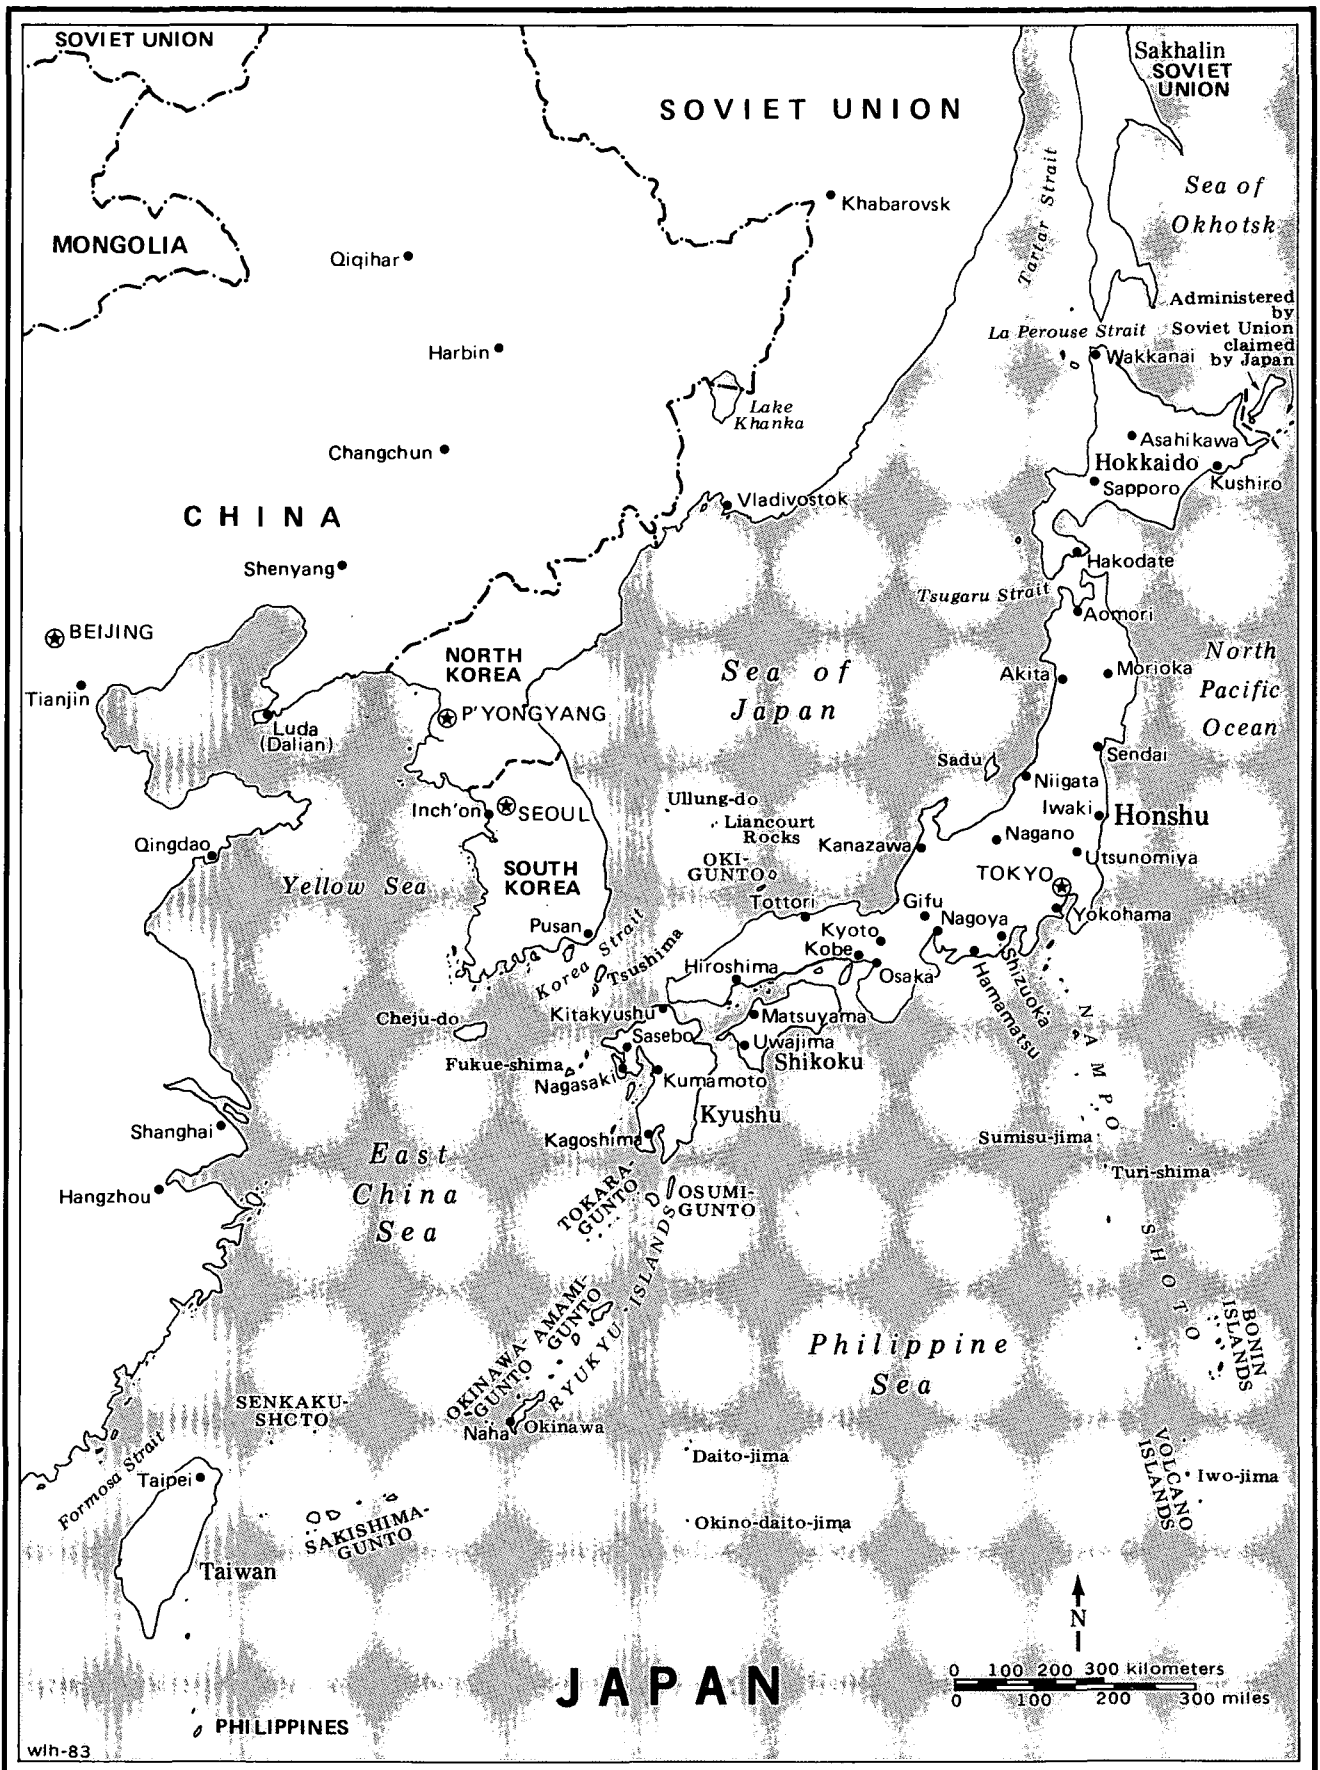 SOVIET UNION
Sakhalin
SOVIET
UNION
SOVIET UNION
Tartar Strait
Sea of
Okhotsk
Khabarovsk
MONGOLIA
Qiqihar
Administered
by
Soviet Union
claimed
by Japan
La Perouse Strait
Wakkanai
Harbin
Lake
Khanka
Asahikawa
Changchun
Hokkaido
Kushiro
Sapporo
Vladivostok
CHINA
Hakodate
Shenyang
Tsugaru Strait
Aomori
BEIJING
NORTH
KOREA
Sea of
Japan
North
Pacific
Ocean
Morioka
Akita
Tianjin
P'YONGYANG
Luda
(Dalian)
Sendai
Sadu
Niigata
Ullung-do
Iwaki
Inch'on
SEOUL
Liancourt
Rocks
Honshu
Nagano
Qingdao
Kanazawa
Utsunomiya
OKI-
GUNTO
SOUTH
KOREA
TOKYO
Yellow Sea
Tottori
Gifu
Nagoya
Yokohama
Pusan
Kyoto
Kobe
Korea Strait
Tsushima
Hiroshima
Osaka
Shizuoka
Hamamatsu
Kitakyushu
Matsuyama
Cheju-do
Sasebo
Uwajima
Shikoku
Fukue-shima
Nagasaki
Kumamoto
NAMPO
Kyushu
Shanghai
Kagoshima
Sumisu-jima
East
China
Sea
Turi-shima
Hangzhou
TOKARA-
GUNTO
OSUMI-
GUNTO
SHOTO
RYUKYU ISLANDS
AMAMI-
GUNTO
OKINAWA-
GUNTO
BONIN
ISLANDS
Philippine
Sea
SENKAKU-
SHOTO
Naha
Okinawa
Formosa Strait
Daito-jima
VOLCANO
ISLANDS
Iwo-jima
Taipei
SAKISHIMA-
GUNTO
Okino-daito-jima
Taiwan
N
JAPAN
0 100 200 300 kilometers
0 100 200 300 miles
PHILIPPINES
wlh-83